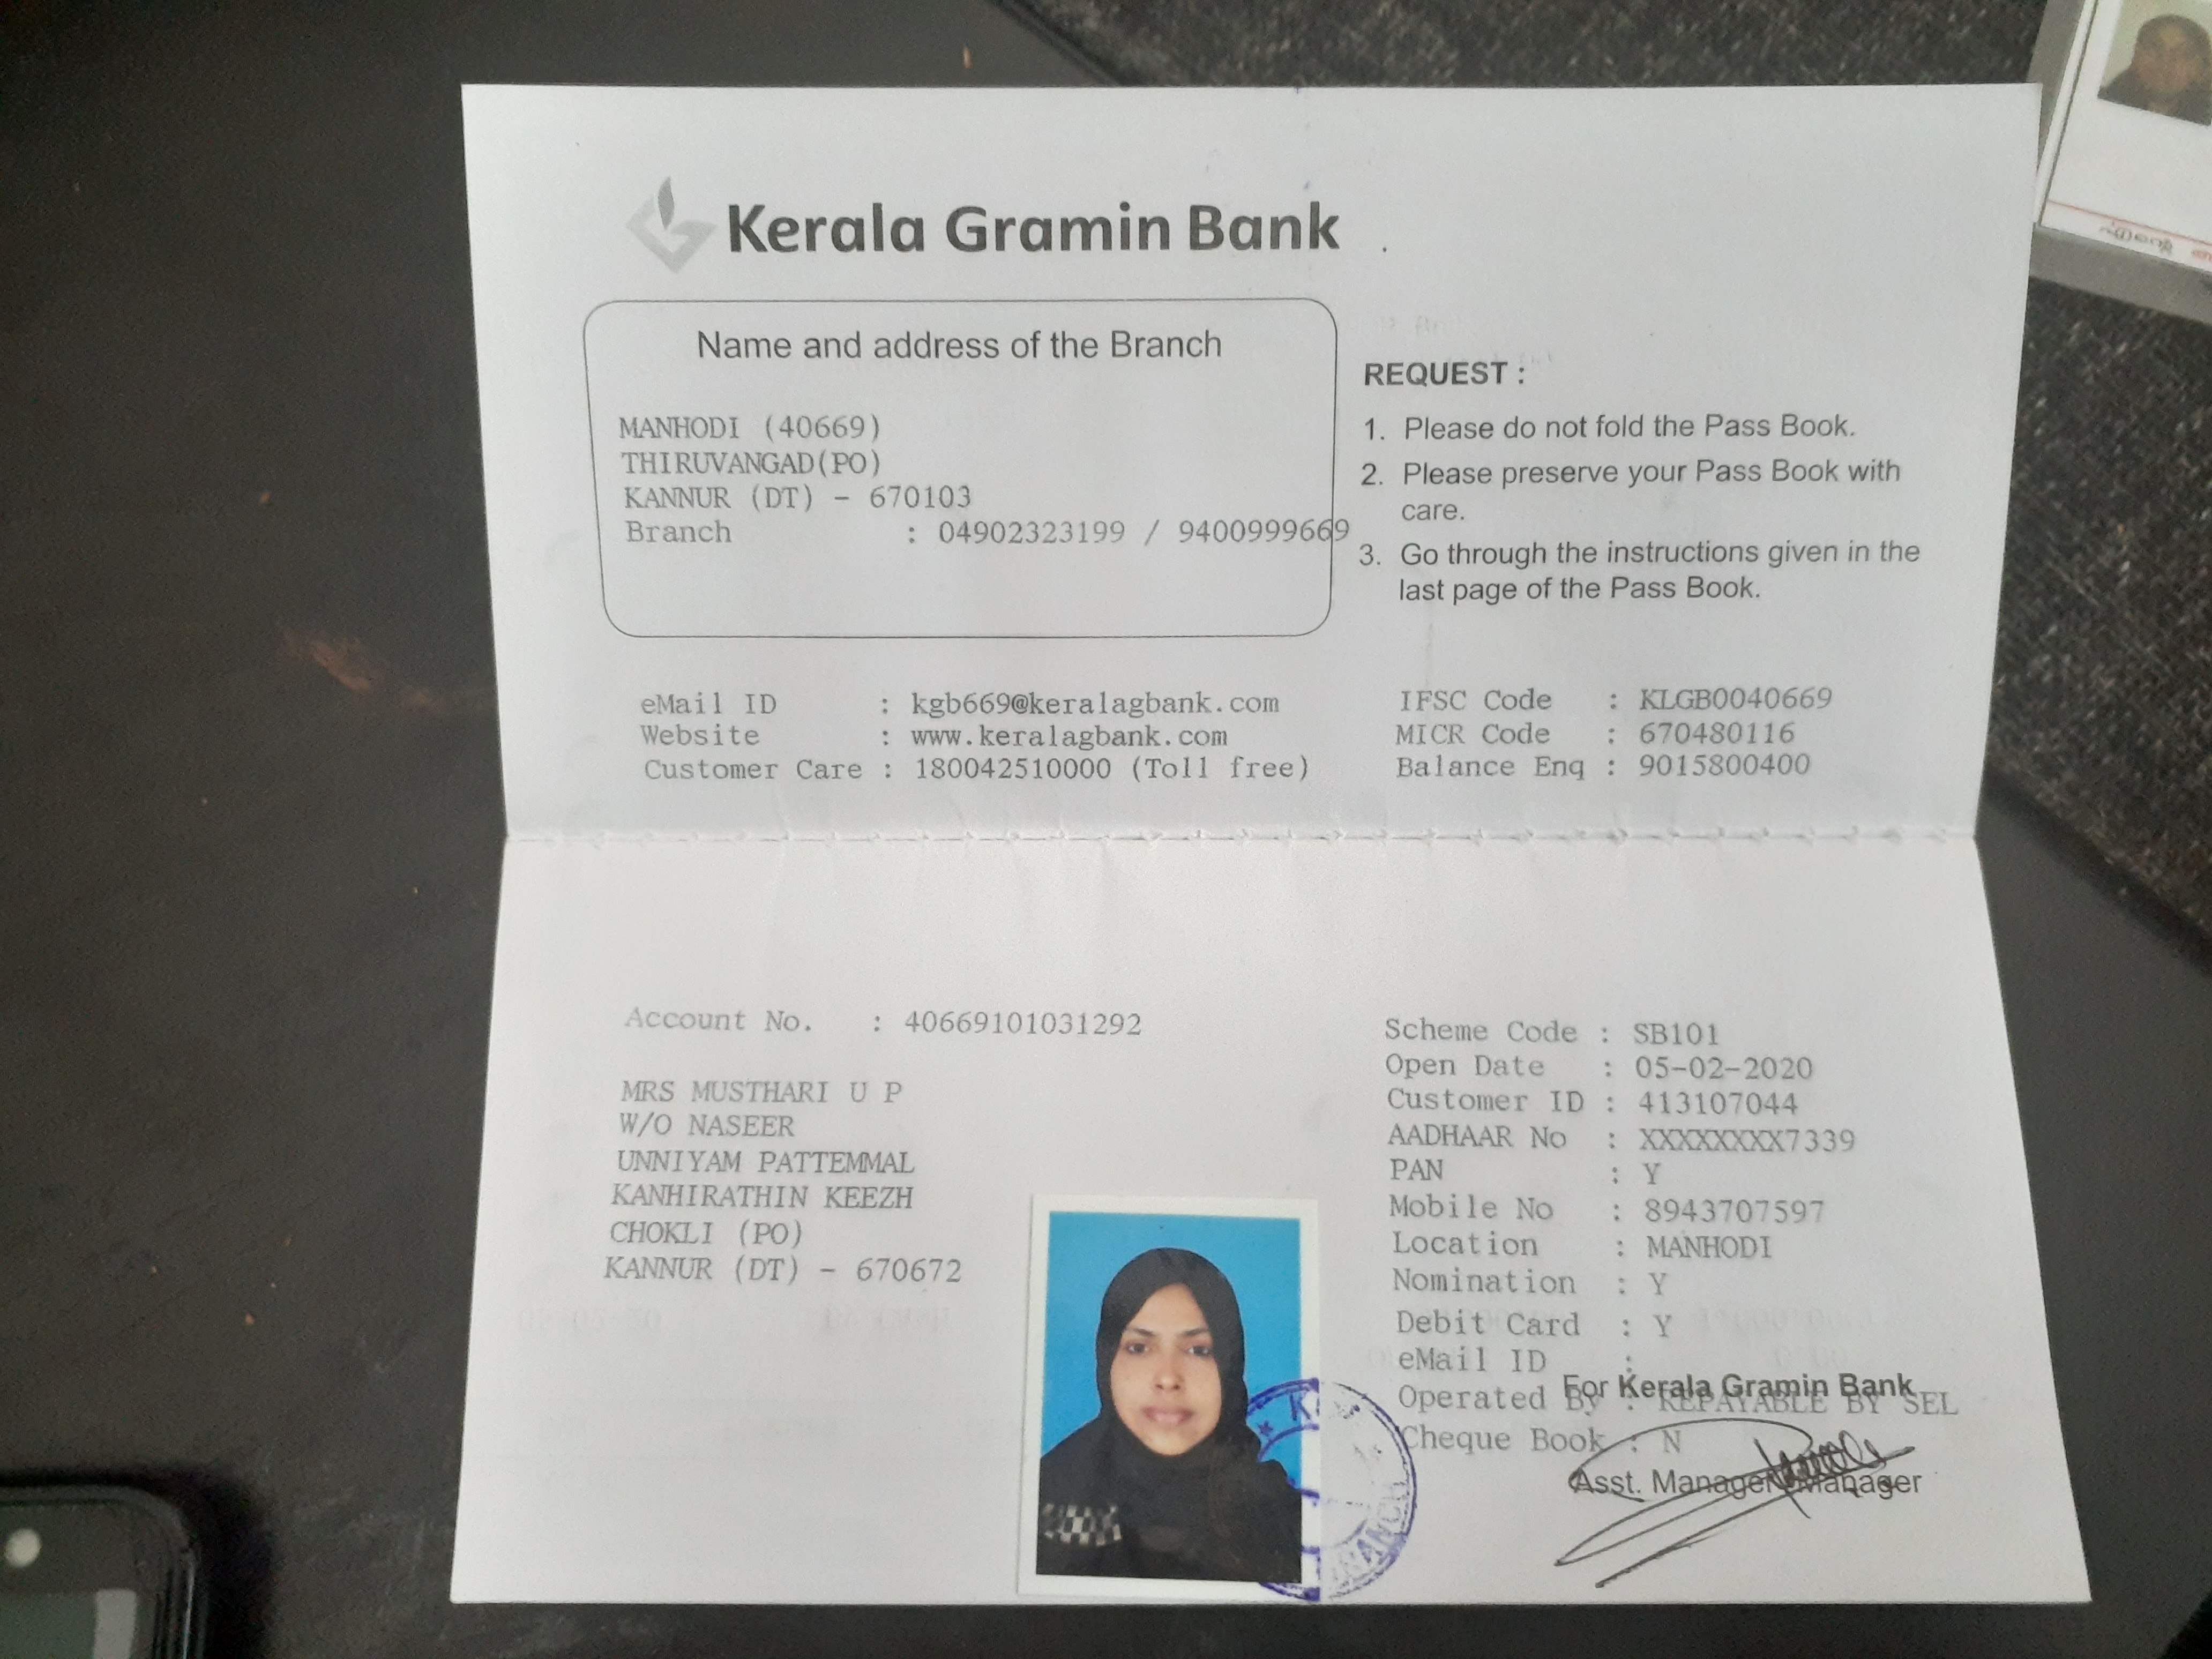 Kerala Gramin Bank
Name and address of the Branch
MANHODI (40669)
THIRUVANGAD(PO)
KANNUR (DT) - 670103
Branch : 04902323199 / 9400999669
REQUEST :
1. Please do not fold the Pass Book.
2. Please preserve your Pass Book with
care.
3. Go through the instructions given in the
last page of the Pass Book.
eMail ID : kgb669@keralagbank.com
Website : www.keralagbank.com
Customer Care : 180042510000 (Toll free)
IFSC Code : KLGB0040669
MICR Code : 670480116
Balance Enq : 9015800400
Account No. : 40669101031292
MRS MUSTHARI U P
W/O NASEER
UNNIYAM PATTEMMAL
KANHIRATHIN KEEZH
CHOKLI (PO)
KANNUR (DT) - 670672
Scheme Code : SB101
Open Date : 05-02-2020
Customer ID : 413107044
AADHAAR No : XXXXXXXX7339
PAN : Y
Mobile No : 8943707597
Location : MANHODI
Nomination : Y
Debit Card : Y
eMail ID :
For Kerala Gramin Bank
Operated By : REPAYABLE BY SEL
Cheque Book : N
Asst. Manager / Manager